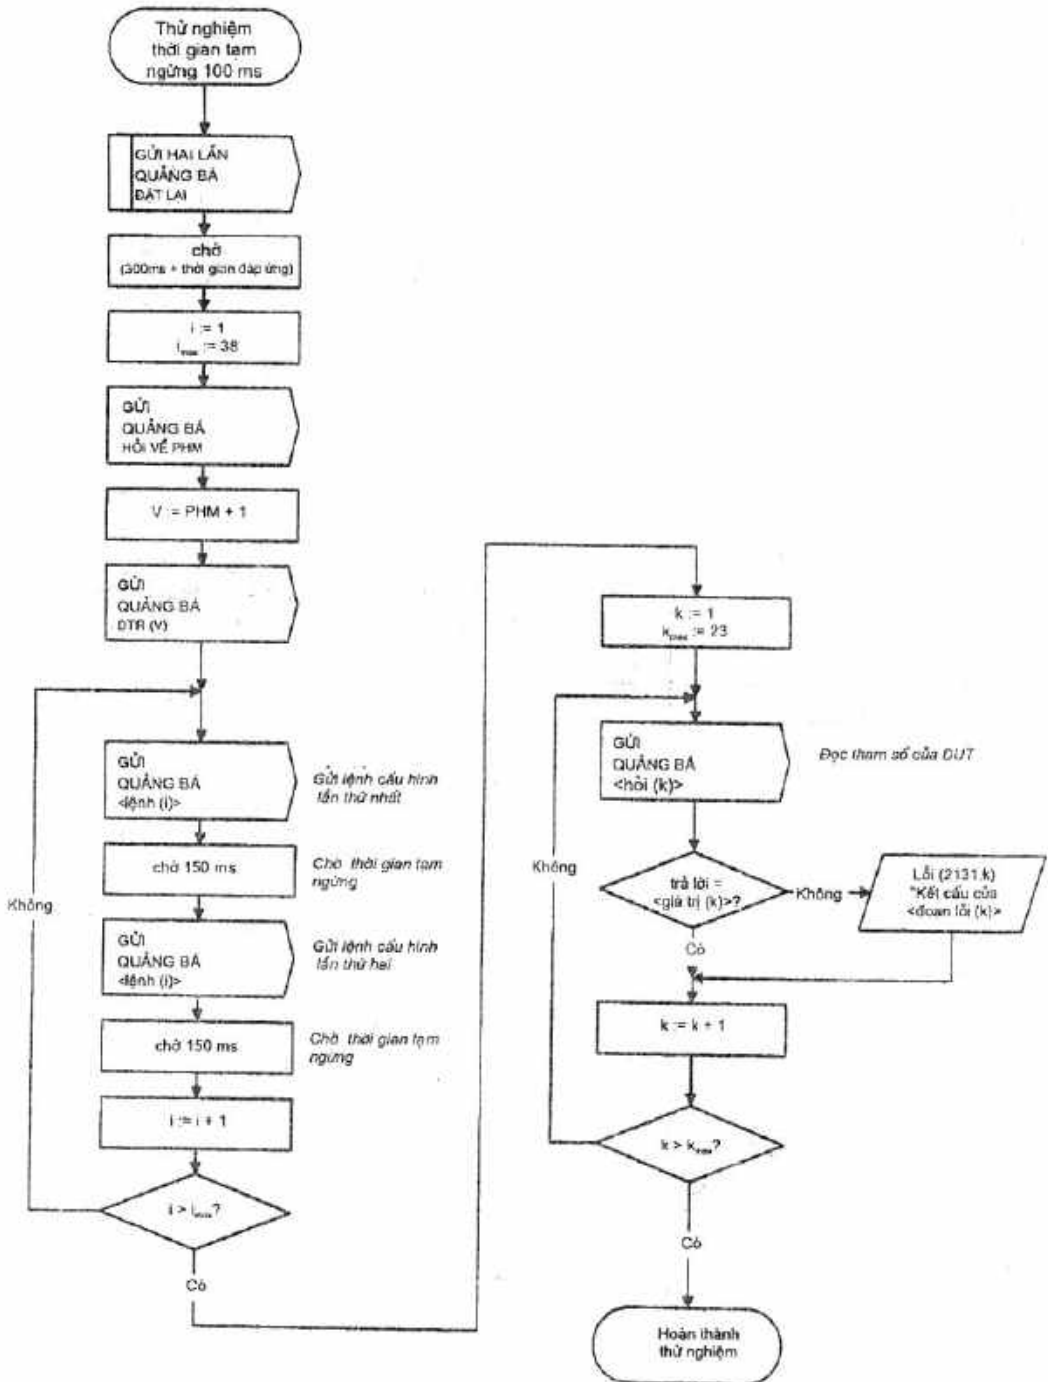 Thử nghiệm
thời gian tạm
ngừng 100 ms
GỬI HAI LẦN
QUẢNG BÁ
ĐẶT LẠI
chờ
(300ms + thời gian đáp ứng)
i := 1
imax := 38
GỬI
QUẢNG BÁ
HỎI VỀ PHM
V := PHM + 1
GỬI
QUẢNG BÁ
DTR (V)
GỬI
QUẢNG BÁ
<lệnh (i)>
Gửi lệnh cấu hình
lần thứ nhất
chờ 150 ms
Chờ thời gian tạm
ngừng
Không
GỬI
QUẢNG BÁ
<lệnh (i)>
Gửi lệnh cấu hình
lần thứ hai
chờ 150 ms
Chờ thời gian tạm
ngừng
i := i + 1
i > imax?
Có
k := 1
kmax := 23
GỬI
QUẢNG BÁ
<hỏi (k)>
Đọc tham số của DUT
Không
trả lời =
<giá trị (k)>?
Không
Lỗi (2131.k)
"Kết cấu của
<đoạn lỗi (k)>
Có
k := k + 1
k > kmax?
Có
Hoàn thành
thử nghiệm